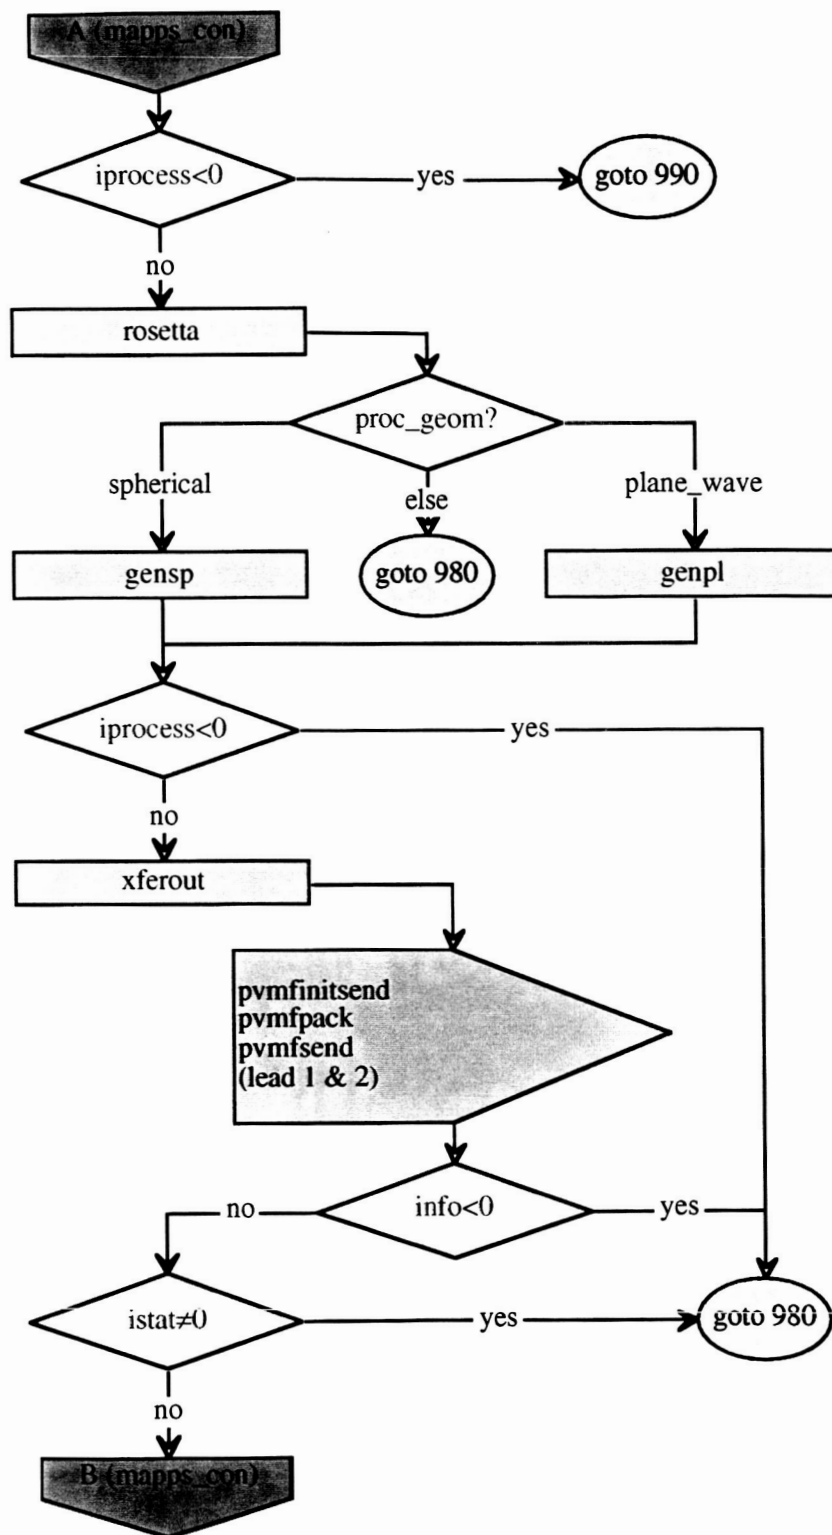 A (mapps_con)
iprocess<0
yes
goto 990
no
rosetta
proc_geom?
spherical
else
plane_wave
gensp
goto 980
genpl
iprocess<0
yes
no
xferout
pvmfinitsend
pvmfpack
pvmfsend
(lead 1 & 2)
no
info<0
yes
istat≠0
yes
goto 980
no
B (mapps_con)